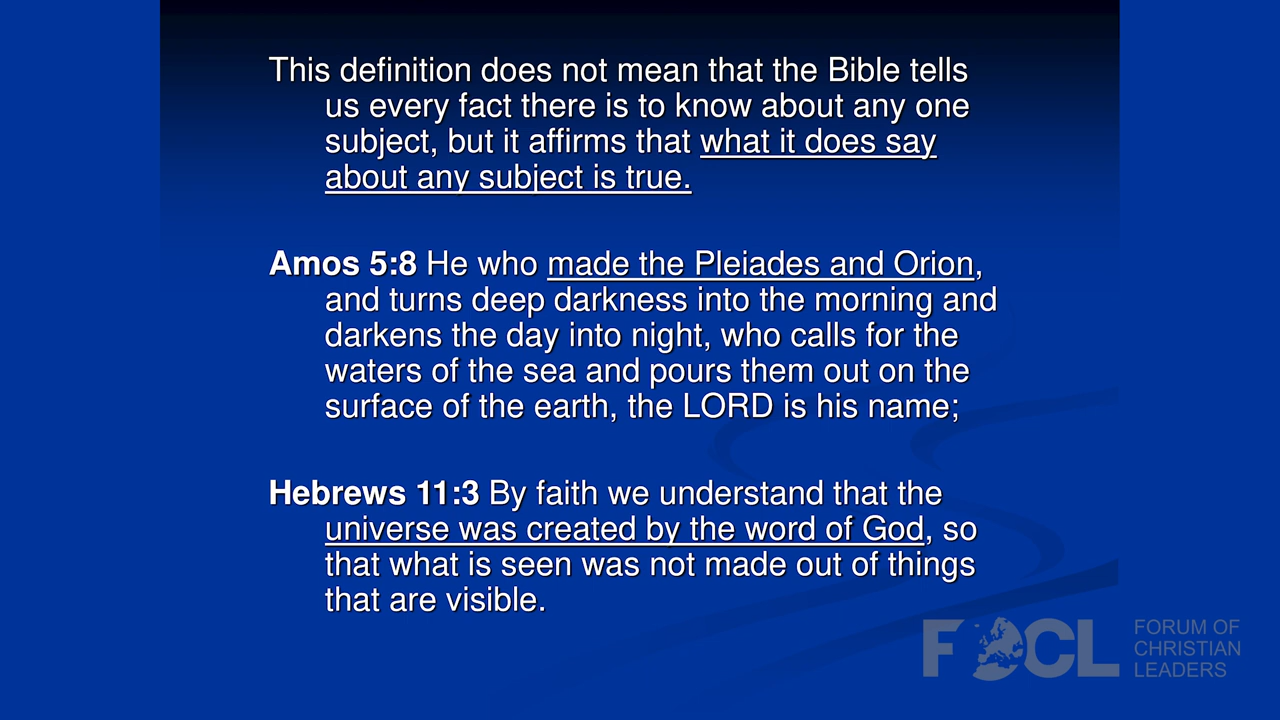 This definition does not mean that the Bible tells
us every fact there is to know about any one
subject, but it affirms that what it does say
about any subject is true.
Amos 5:8 He who made the Pleiades and Orion,
and turns deep darkness into the morning and
darkens the day into night, who calls for the
waters of the sea and pours them out on the
surface of the earth, the LORD is his name;
Hebrews 11:3 By faith we understand that the
universe was created by the word of God, so
that what is seen was not made out of things
that are visible.
FOCL
FORUM OF
CHRISTIAN
LEADERS